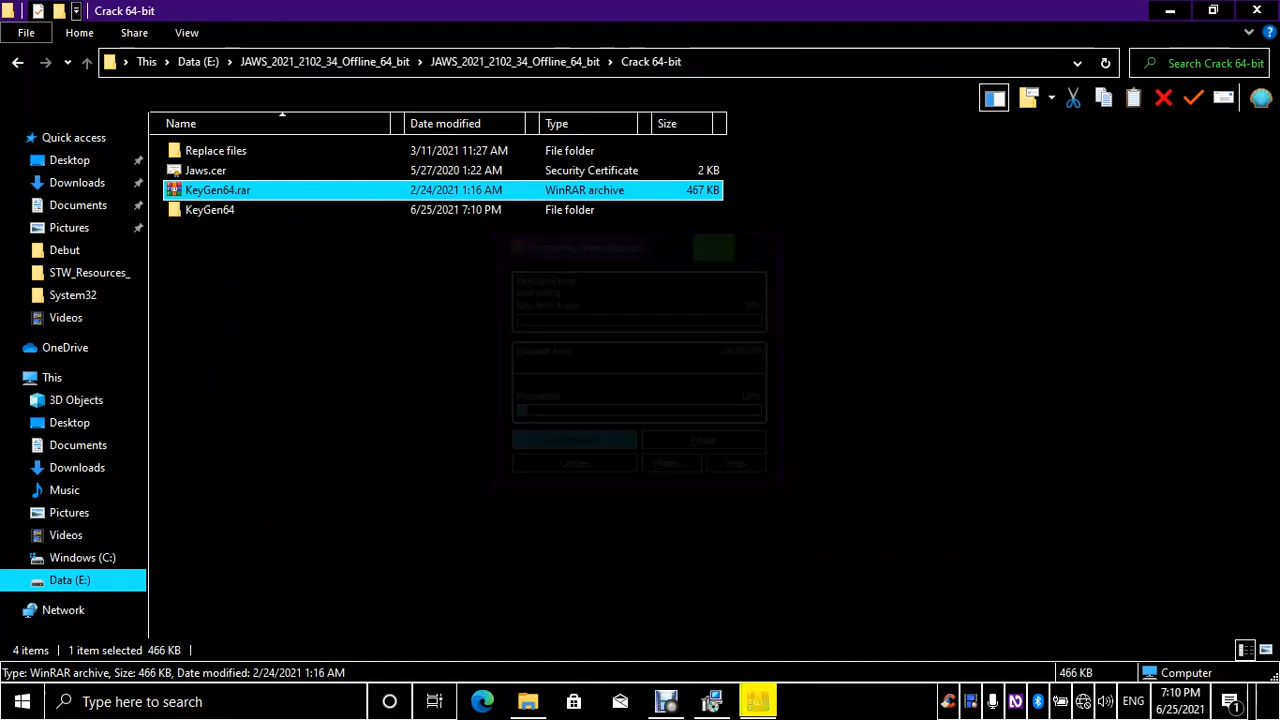 Crack 64-bit
File Home Share View
This Data (E:) JAWS_2021_2102_34_Offline_64_bit JAWS_2021_2102_34_Offline_64_bit Crack 64-bit Search Crack 64-bit
Name Date modified Type Size
Replace files 3/11/2021 11:27 AM File folder
Jaws.cer 5/27/2020 1:22 AM Security Certificate 2 KB
KeyGen64.rar 2/24/2021 1:16 AM WinRAR archive 467 KB
KeyGen64 6/25/2021 7:10 PM File folder
Quick access
Desktop
Downloads
Documents
Pictures
Debut
STW_Resources_
System32
Videos
OneDrive
This
3D Objects
Desktop
Documents
Downloads
Music
Pictures
Videos
Windows (C:)
Data (E:)
Network
4 items 1 item selected 466 KB
Type: WinRAR archive, Size: 466 KB, Date modified: 2/24/2021 1:16 AM 466 KB Computer
Type here to search ENG 7:10 PM
6/25/2021 1